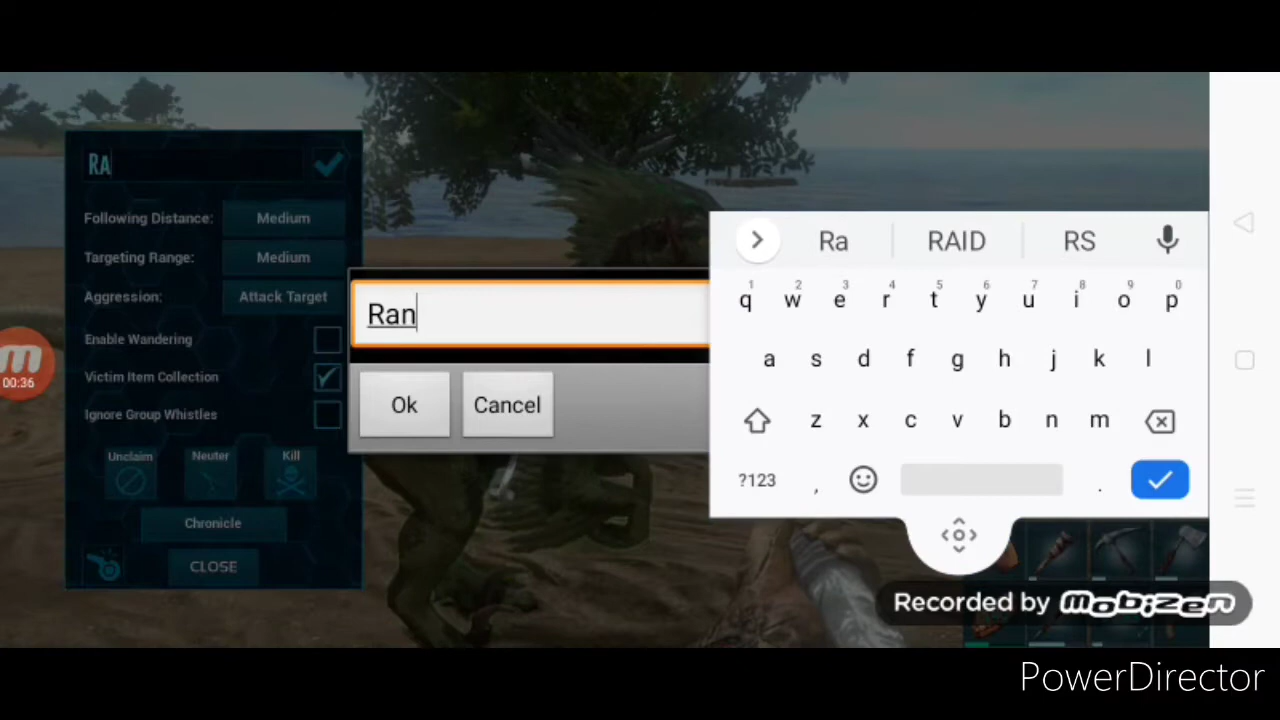 RA
Following Distance: Medium
Targeting Range: Medium
Aggression: Attack Target
Enable Wandering
Victim Item Collection
Ignore Group Whistles
Unclaim Neuter Kill
Chronicle
CLOSE
00:36
Ran
Ok Cancel
Ra RAID RS
1 2 3 4 5 6 7 8 9 0
q w e r t y u i o p
a s d f g h j k l
z x c v b n m
?123 , .
Recorded by mobizen
PowerDirector